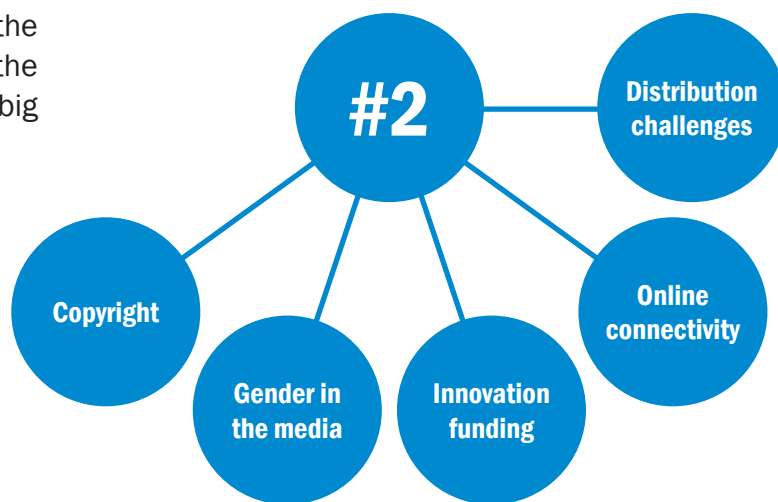 the
the
big
#2
Distribution
challenges
Copyright
Online
connectivity
Gender in
the media
Innovation
funding